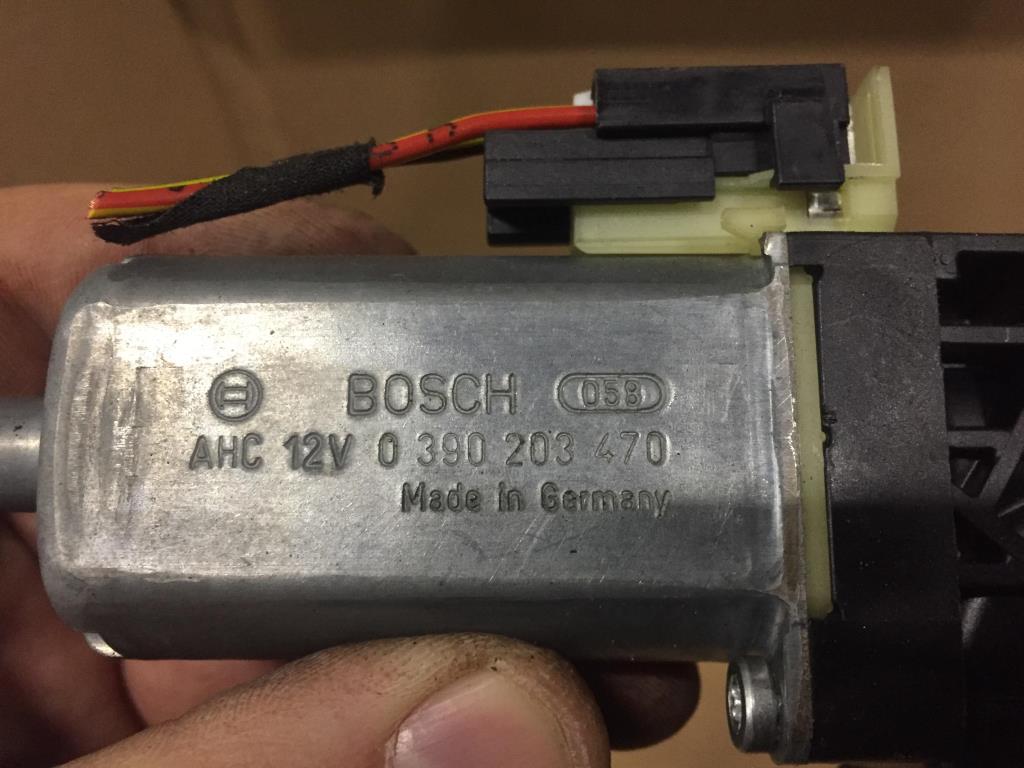 BOSCH 058
AHC 12V 0 390 203 470
Made in Germany